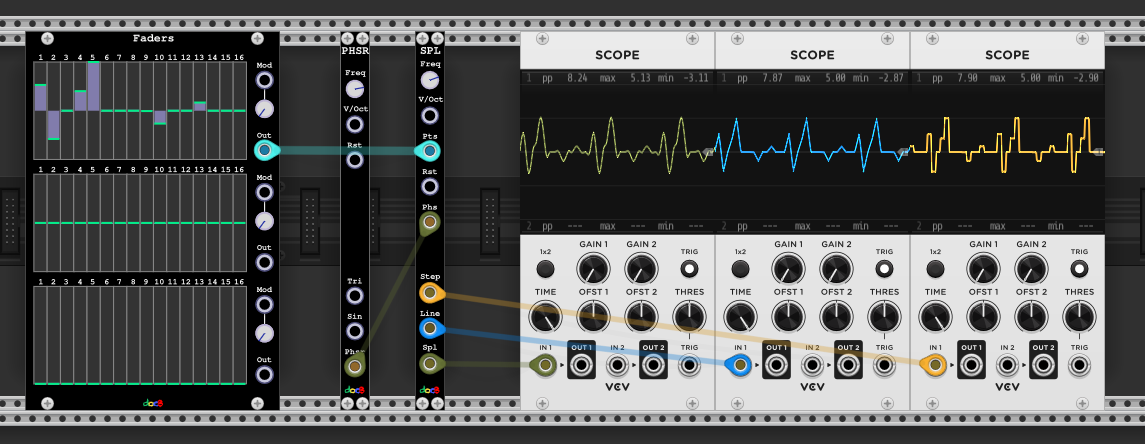 Faders
1 2 3 4 5 6 7 8 9 10 11 12 13 14 15 16
Mod
Out
1 2 3 4 5 6 7 8 9 10 11 12 13 14 15 16
Mod
Out
1 2 3 4 5 6 7 8 9 10 11 12 13 14 15 16
Mod
Out
docB
PHSR
Freq
V/Oct
Rst
Tri
Sin
Phs
docB
SPL
Freq
V/Oct
Pts
Rst
Phs
Step
Line
Spl
docB
SCOPE
1 pp 8.24 max 5.13 min -3.11
2 pp --- max --- min ---
1x2 GAIN 1 GAIN 2 TRIG
TIME OFST 1 OFST 2 THRES
IN 1 OUT 1 IN 2 OUT 2 TRIG
VCV
SCOPE
1 pp 7.87 max 5.00 min -2.87
2 pp --- max --- min ---
1x2 GAIN 1 GAIN 2 TRIG
TIME OFST 1 OFST 2 THRES
IN 1 OUT 1 IN 2 OUT 2 TRIG
VCV
SCOPE
1 pp 7.90 max 5.00 min -2.90
2 pp --- max --- min ---
1x2 GAIN 1 GAIN 2 TRIG
TIME OFST 1 OFST 2 THRES
IN 1 OUT 1 IN 2 OUT 2 TRIG
VCV